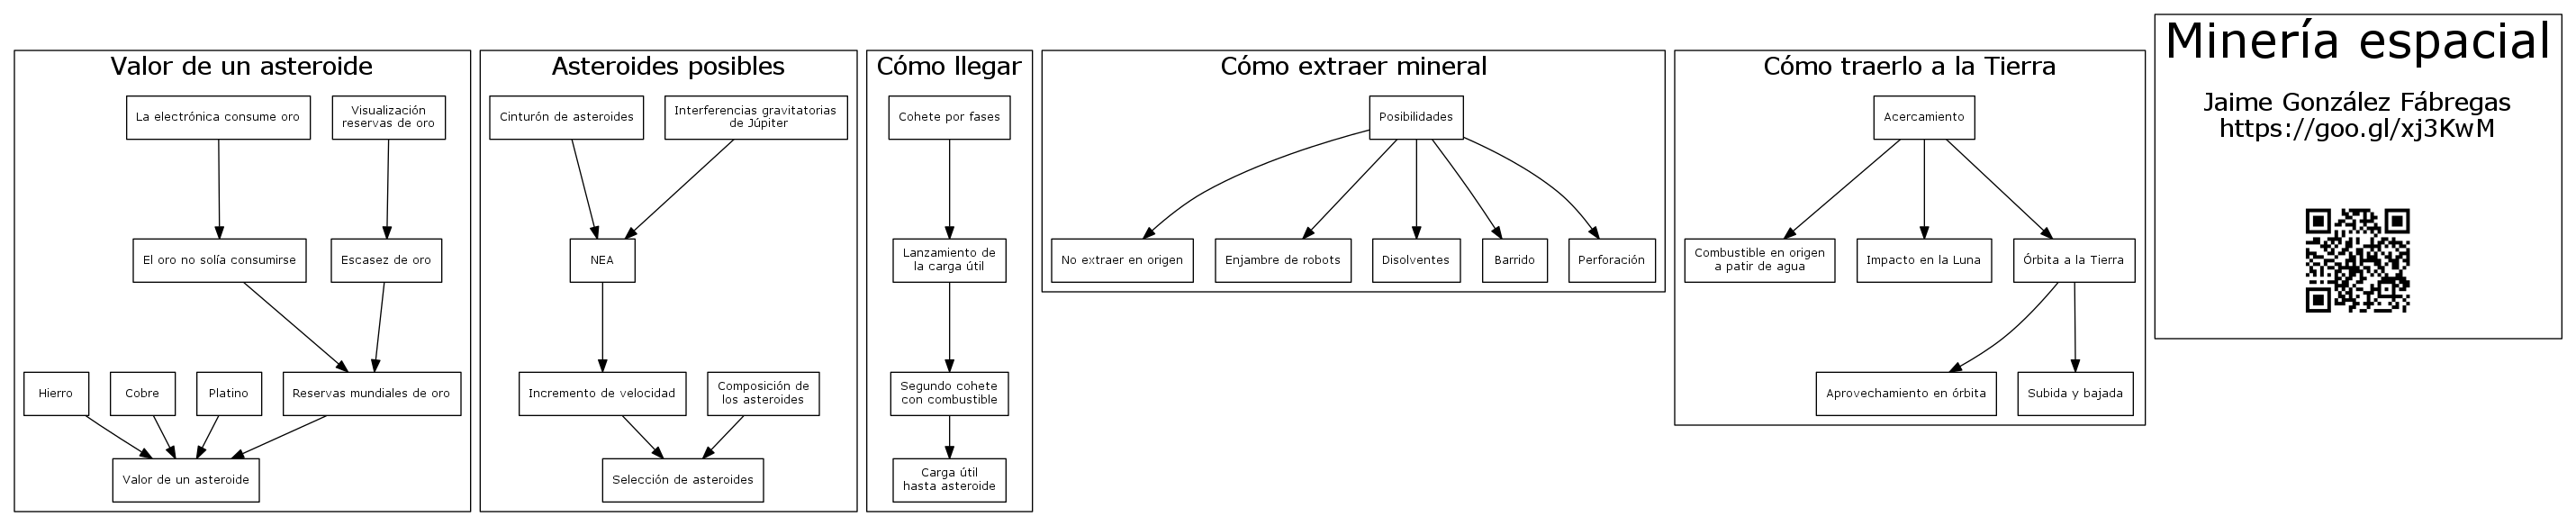 Valor de un asteroide
La electrónica consume oro
Visualización
reservas de oro
El oro no solía consumirse
Escasez de oro
Hierro
Cobre
Platino
Reservas mundiales de oro
Valor de un asteroide
Asteroides posibles
Cinturón de asteroides
Interferencias gravitatorias
de Júpiter
NEA
Incremento de velocidad
Composición de
los asteroides
Selección de asteroides
Cómo llegar
Cohete por fases
Lanzamiento de
la carga útil
Segundo cohete
con combustible
Carga útil
hasta asteroide
Cómo extraer mineral
Posibilidades
No extraer en origen
Enjambre de robots
Disolventes
Barrido
Perforación
Cómo traerlo a la Tierra
Acercamiento
Combustible en origen
a patir de agua
Impacto en la Luna
Órbita a la Tierra
Aprovechamiento en órbita
Subida y bajada
Minería espacial
Jaime González Fábregas
https://goo.gl/xj3KwM